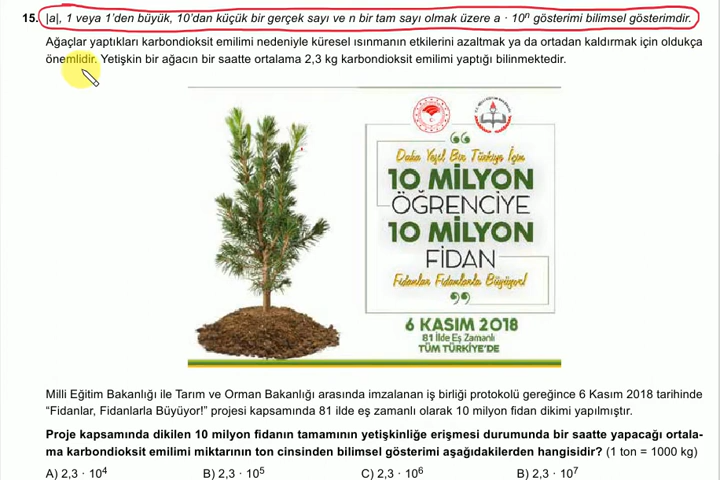 15. |a|, 1 veya 1'den büyük, 10'dan küçük bir gerçek sayı ve n bir tam sayı olmak üzere a · 10ⁿ gösterimi bilimsel gösterimdir.
Ağaçlar yaptıkları karbondioksit emilimi nedeniyle küresel ısınmanın etkilerini azaltmak ya da ortadan kaldırmak için oldukça
önemlidir. Yetişkin bir ağacın bir saatte ortalama 2,3 kg karbondioksit emilimi yaptığı bilinmektedir.
Daha Yeşil Bir Türkiye İçin
10 MİLYON
ÖĞRENCİYE
10 MİLYON
FİDAN
Fidanlar Fidanlarla Büyüyor!
6 KASIM 2018
81 İlde Eş Zamanlı
TÜM TÜRKİYE'DE
Milli Eğitim Bakanlığı ile Tarım ve Orman Bakanlığı arasında imzalanan iş birliği protokolü gereğince 6 Kasım 2018 tarihinde
"Fidanlar, Fidanlarla Büyüyor!" projesi kapsamında 81 ilde eş zamanlı olarak 10 milyon fidan dikimi yapılmıştır.
Proje kapsamında dikilen 10 milyon fidanın tamamının yetişkinliğe erişmesi durumunda bir saatte yapacağı ortala-
ma karbondioksit emilimi miktarının ton cinsinden bilimsel gösterimi aşağıdakilerden hangisidir? (1 ton = 1000 kg)
A) 2,3 · 10⁴ B) 2,3 · 10⁵ C) 2,3 · 10⁶ B) 2,3 · 10⁷